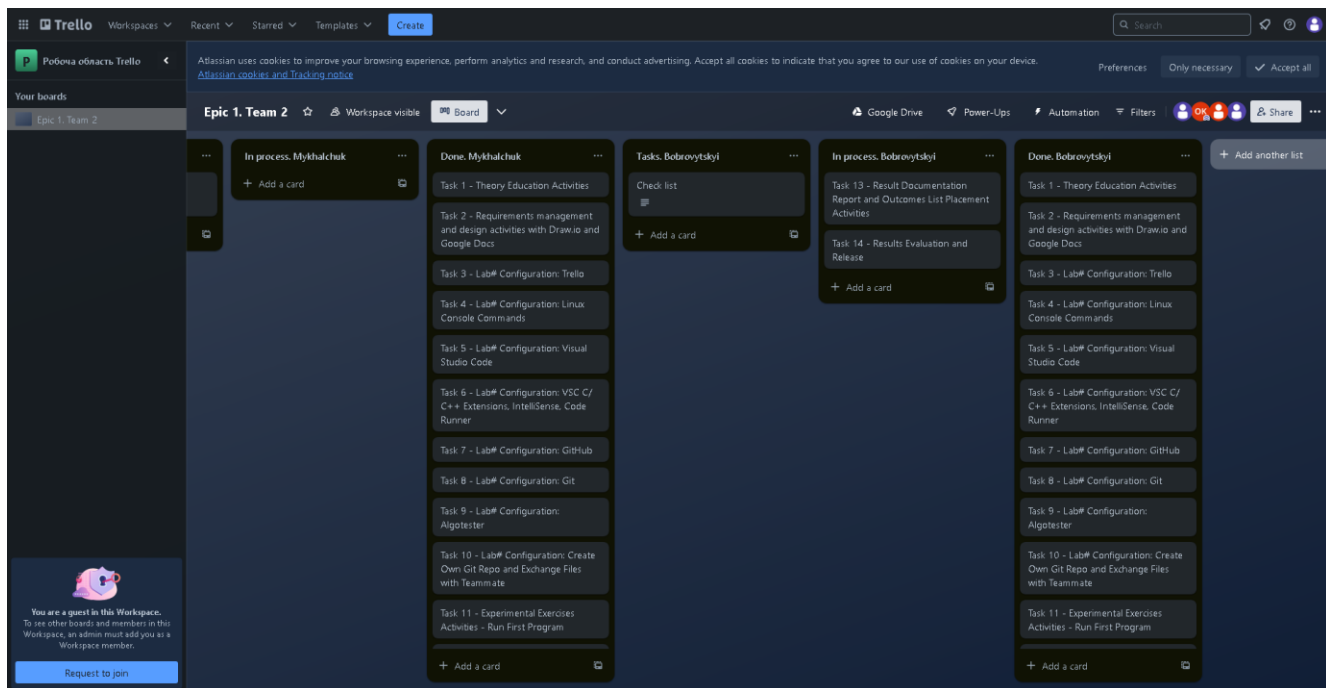 Trello
Workspaces
Recent
Starred
Templates
Create
Search
Р
Робоча область Trello
Your boards
Epic 1. Team 2
Atlassian uses cookies to improve your browsing experience, perform analytics and research, and conduct advertising. Accept all cookies to indicate that you agree to our use of cookies on your device.
Atlassian cookies and Tracking notice
Preferences
Only necessary
Accept all
Epic 1. Team 2
Workspace visible
Board
Google Drive
Power-Ups
Automation
Filters
OK
Share
In process. Mykhalchuk
+ Add a card
Done. Mykhalchuk
Task 1 - Theory Education Activities
Task 2 - Requirements management
and design activities with Draw.io and
Google Docs
Task 3 - Lab# Configuration: Trello
Task 4 - Lab# Configuration: Linux
Console Commands
Task 5 - Lab# Configuration: Visual
Studio Code
Task 6 - Lab# Configuration: VSC C/
C++ Extensions, IntelliSense, Code
Runner
Task 7 - Lab# Configuration: GitHub
Task 8 - Lab# Configuration: Git
Task 9 - Lab# Configuration:
Algotester
Task 10 - Lab# Configuration: Create
Own Git Repo and Exchange Files
with Teammate
Task 11 - Experimental Exercises
Activities - Run First Program
+ Add a card
Tasks. Bobrovytskyi
Check list
+ Add a card
In process. Bobrovytskyi
Task 13 - Result Documentation
Report and Outcomes List Placement
Activities
Task 14 - Results Evaluation and
Release
+ Add a card
Done. Bobrovytskyi
Task 1 - Theory Education Activities
Task 2 - Requirements management
and design activities with Draw.io and
Google Docs
Task 3 - Lab# Configuration: Trello
Task 4 - Lab# Configuration: Linux
Console Commands
Task 5 - Lab# Configuration: Visual
Studio Code
Task 6 - Lab# Configuration: VSC C/
C++ Extensions, IntelliSense, Code
Runner
Task 7 - Lab# Configuration: GitHub
Task 8 - Lab# Configuration: Git
Task 9 - Lab# Configuration:
Algotester
Task 10 - Lab# Configuration: Create
Own Git Repo and Exchange Files
with Teammate
Task 11 - Experimental Exercises
Activities - Run First Program
+ Add a card
+ Add another list
You are a guest in this Workspace.
To see other boards and members in this
Workspace, an admin must add you as a
Workspace member.
Request to join